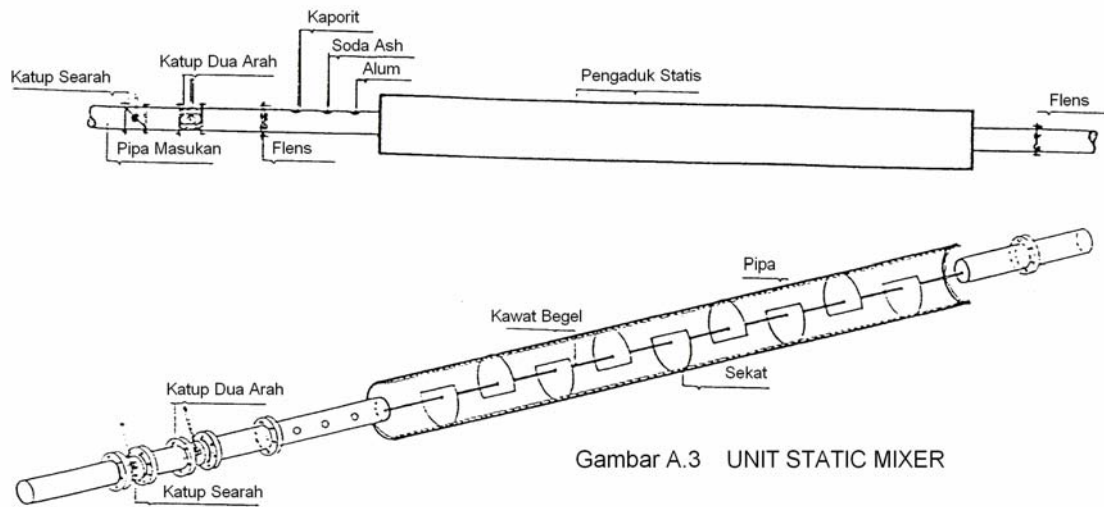 Kaporit
Soda Ash
Alum
Katup Dua Arah
Katup Searah
Pengaduk Statis
Flens
Pipa Masukan
Flens
Pipa
Kawat Begel
Sekat
Katup Dua Arah
Katup Searah
Gambar A.3 UNIT STATIC MIXER